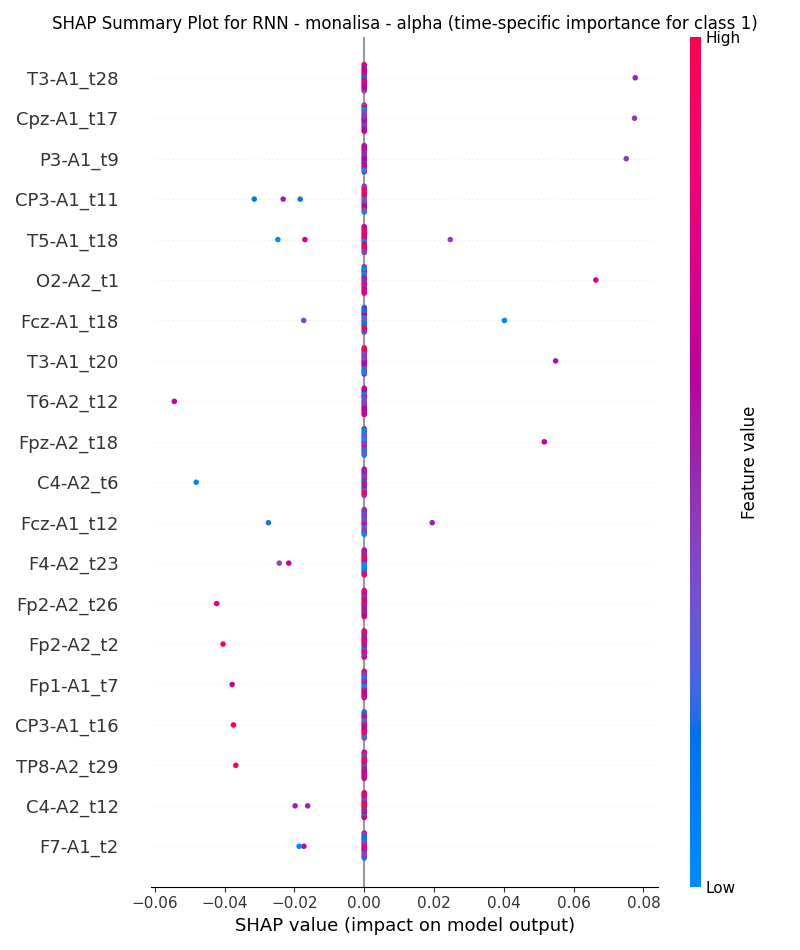 SHAP Summary Plot for RNN - monalisa - alpha (time-specific importance for class 1)
High
T3-A1_t28
Cpz-A1_t17
P3-A1_t9
CP3-A1_t11
T5-A1_t18
O2-A2_t1
Fcz-A1_t18
T3-A1_t20
T6-A2_t12
Fpz-A2_t18
C4-A2_t6
Fcz-A1_t12
F4-A2_t23
Fp2-A2_t26
Fp2-A2_t2
Fp1-A1_t7
CP3-A1_t16
TP8-A2_t29
C4-A2_t12
F7-A1_t2
Feature value
Low
−0.06 −0.04 −0.02 0.00 0.02 0.04 0.06 0.08
SHAP value (impact on model output)